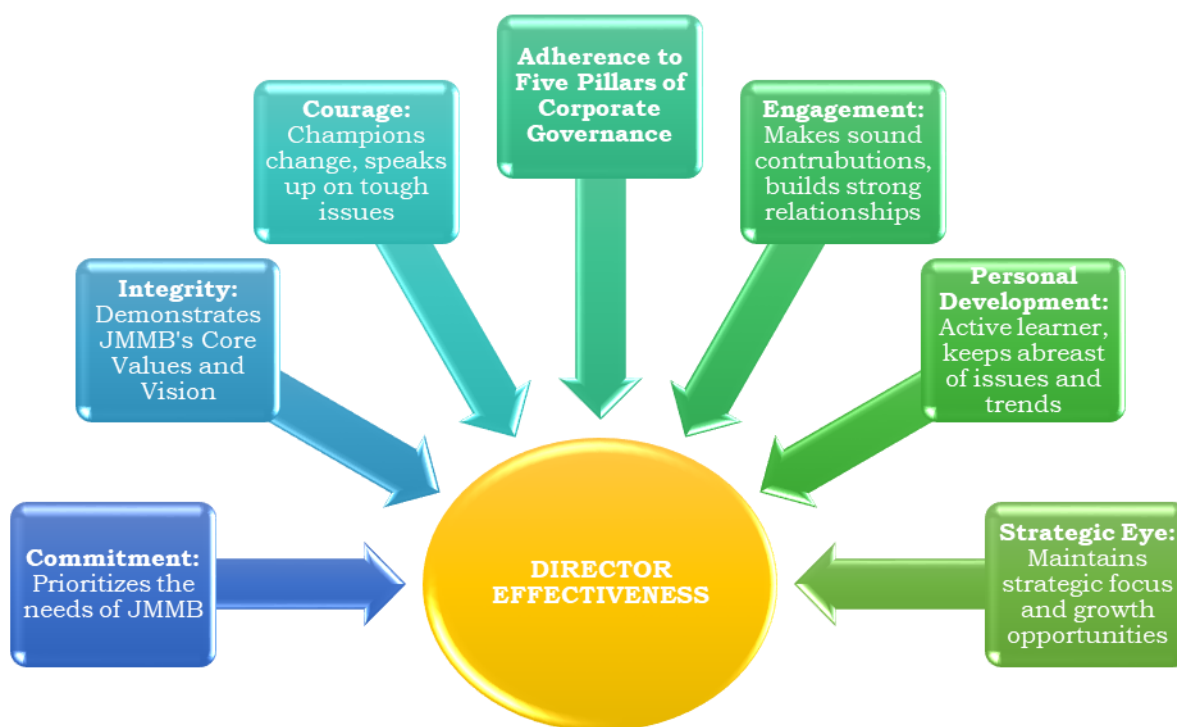 Adherence to
Five Pillars of
Corporate
Governance
Courage:
Champions
change, speaks
up on tough
issues
Engagement:
Makes sound
contrubutions,
builds strong
relationships
Integrity:
Demonstrates
JMMB's Core
Values and
Vision
Personal
Development:
Active learner,
keeps abreast
of issues and
trends
Commitment:
Prioritizes the
needs of JMMB
DIRECTOR
EFFECTIVENESS
Strategic Eye:
Maintains
strategic focus
and growth
opportunities